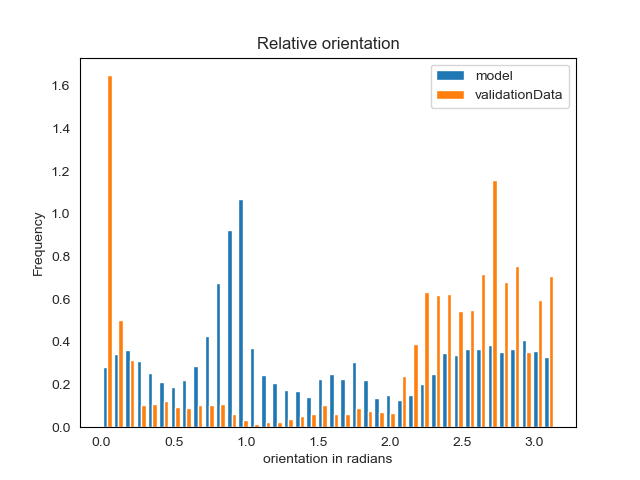 Relative orientation
model
validationData
Frequency
1.6
1.4
1.2
1.0
0.8
0.6
0.4
0.2
0.0
0.0 0.5 1.0 1.5 2.0 2.5 3.0
orientation in radians